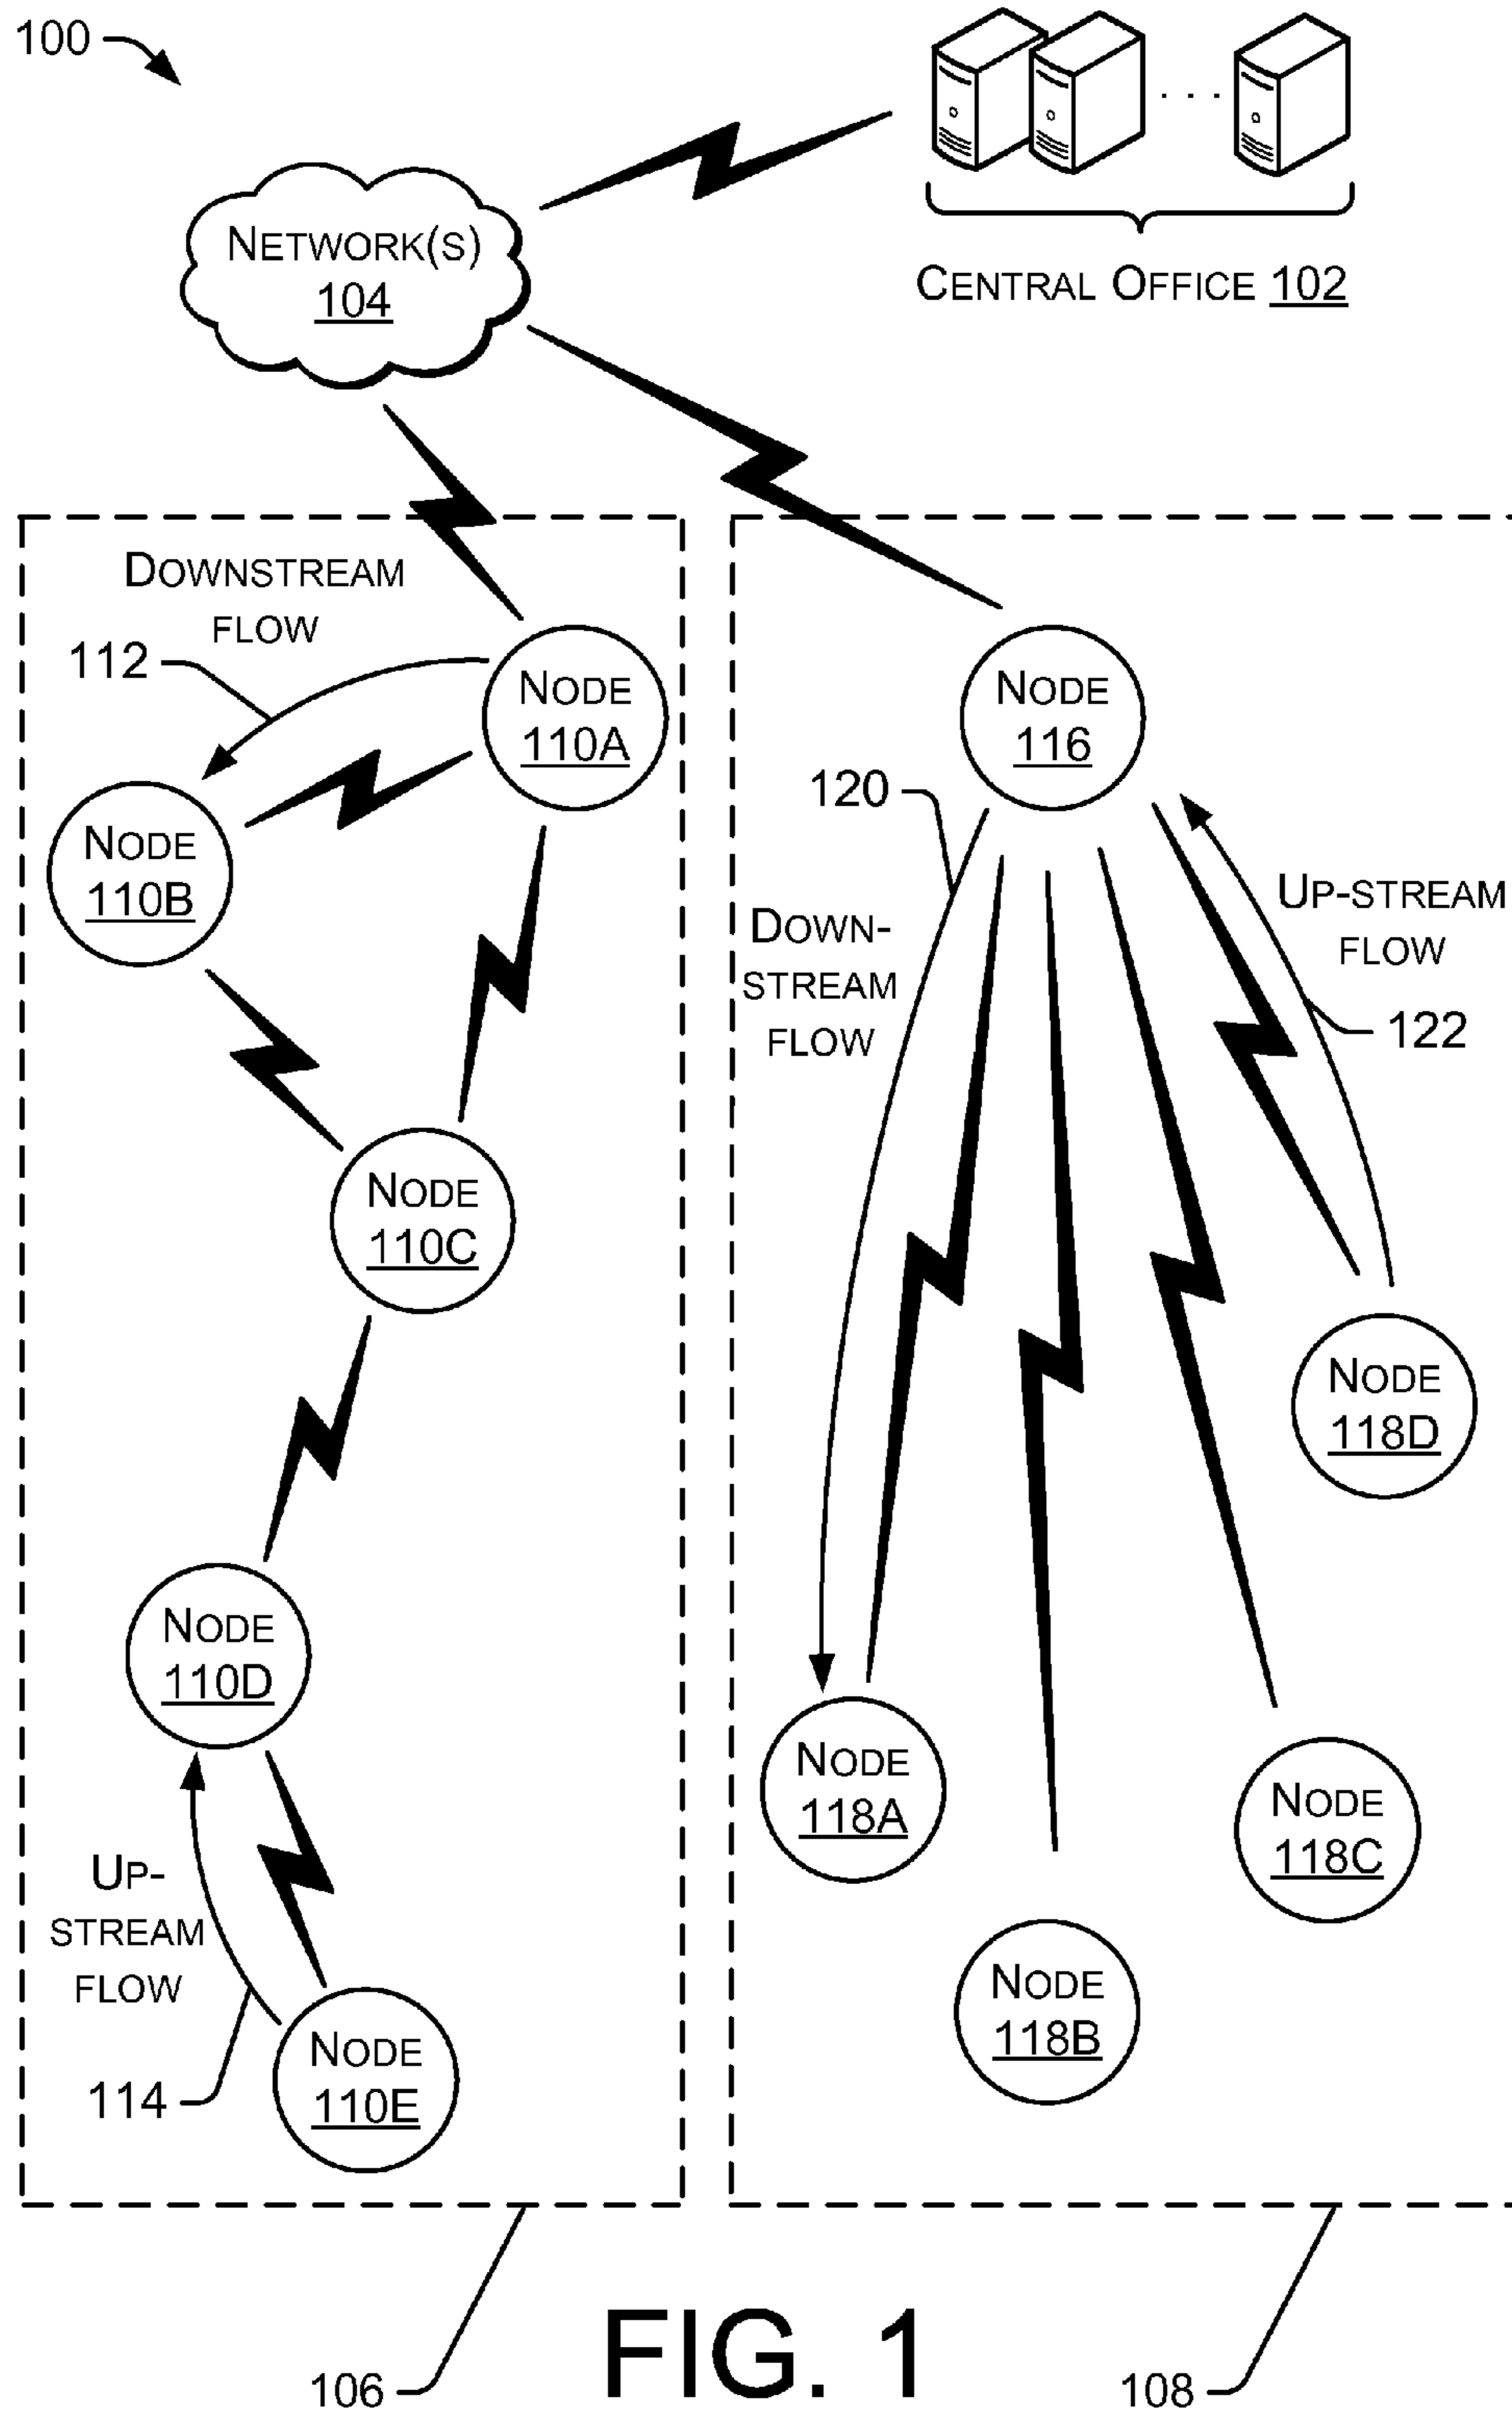 100
NETWORK(S)
104
CENTRAL OFFICE 102
DOWNSTREAM
FLOW
112
NODE
110A
NODE
110B
NODE
110C
NODE
110D
UP-
STREAM
FLOW
114
NODE
110E
NODE
116
120
DOWN-
STREAM
FLOW
UP-STREAM
FLOW
122
NODE
118D
NODE
118A
NODE
118C
NODE
118B
106
FIG. 1
108